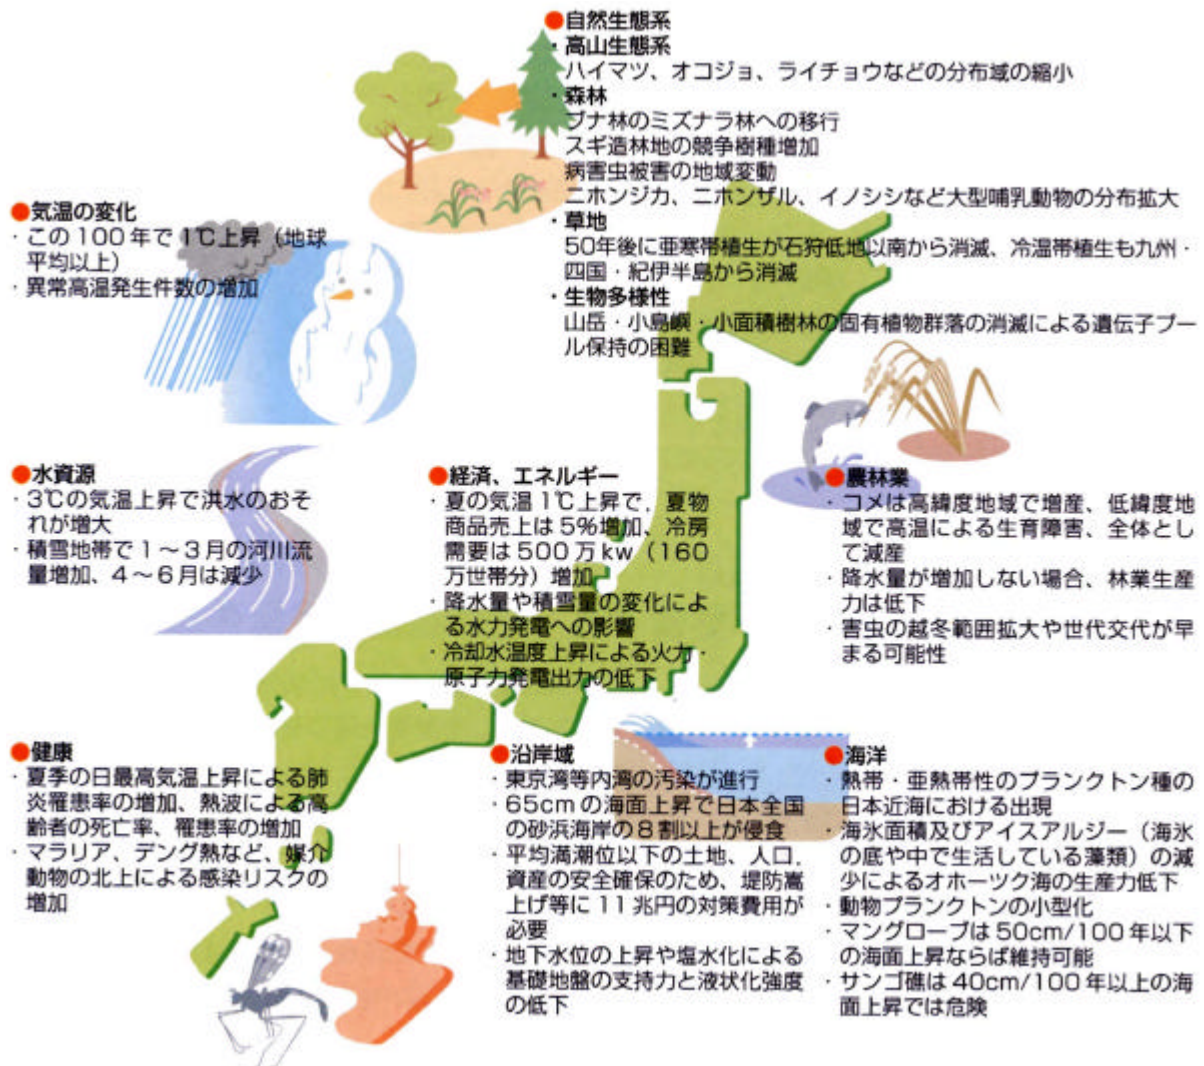 ●自然生態系
・高山生態系
ハイマツ、オコジョ、ライチョウなどの分布域の縮小
・森林
ブナ林のミズナラ林への移行
スギ造林地の競争樹種増加
病害虫被害の地域変動
ニホンジカ、ニホンザル、イノシシなど大型哺乳動物の分布拡大
・草地
50年後に亜寒帯植生が石狩低地以南から消滅、冷温帯植生も九州・
四国・紀伊半島から消滅
・生物多様性
山岳・小島嶼・小面積樹林の固有植物群落の消滅による遺伝子プー
ル保持の困難
●気温の変化
・この100年で1℃上昇（地球
平均以上）
・異常高温発生件数の増加
●水資源
・3℃の気温上昇で洪水のおそ
れが増大
・積雪地帯で1～3月の河川流
量増加、4～6月は減少
●経済、エネルギー
・夏の気温1℃上昇で、夏物
商品売上は5%増加、冷房
需要は500万kw（160
万世帯分）増加
・降水量や積雪量の変化によ
る水力発電への影響
・冷却水温度上昇による火力・
原子力発電出力の低下
●農林業
・コメは高緯度地域で増産、低緯度地
域で高温による生育障害、全体とし
て減産
・降水量が増加しない場合、林業生産
力は低下
・害虫の越冬範囲拡大や世代交代が早
まる可能性
●健康
・夏季の日最高気温上昇による肺
炎罹患率の増加、熱波による高
齢者の死亡率、罹患率の増加
・マラリア、デング熱など、媒介
動物の北上による感染リスクの
増加
●沿岸域
・東京湾等内湾の汚染が進行
・65cmの海面上昇で日本全国
の砂浜海岸の8割以上が侵食
・平均満潮位以下の土地、人口、
資産の安全確保のため、堤防嵩
上げ等に11兆円の対策費用が
必要
・地下水位の上昇や塩水化による
基礎地盤の支持力と液状化強度
の低下
●海洋
・熱帯・亜熱帯性のプランクトン種の
日本近海における出現
・海氷面積及びアイスアルジー（海氷
の底や中で生活している藻類）の減
少によるオホーツク海の生産力低下
・動物プランクトンの小型化
・マングローブは50cm/100年以下
の海面上昇ならば維持可能
・サンゴ礁は40cm/100年以上の海
面上昇では危険